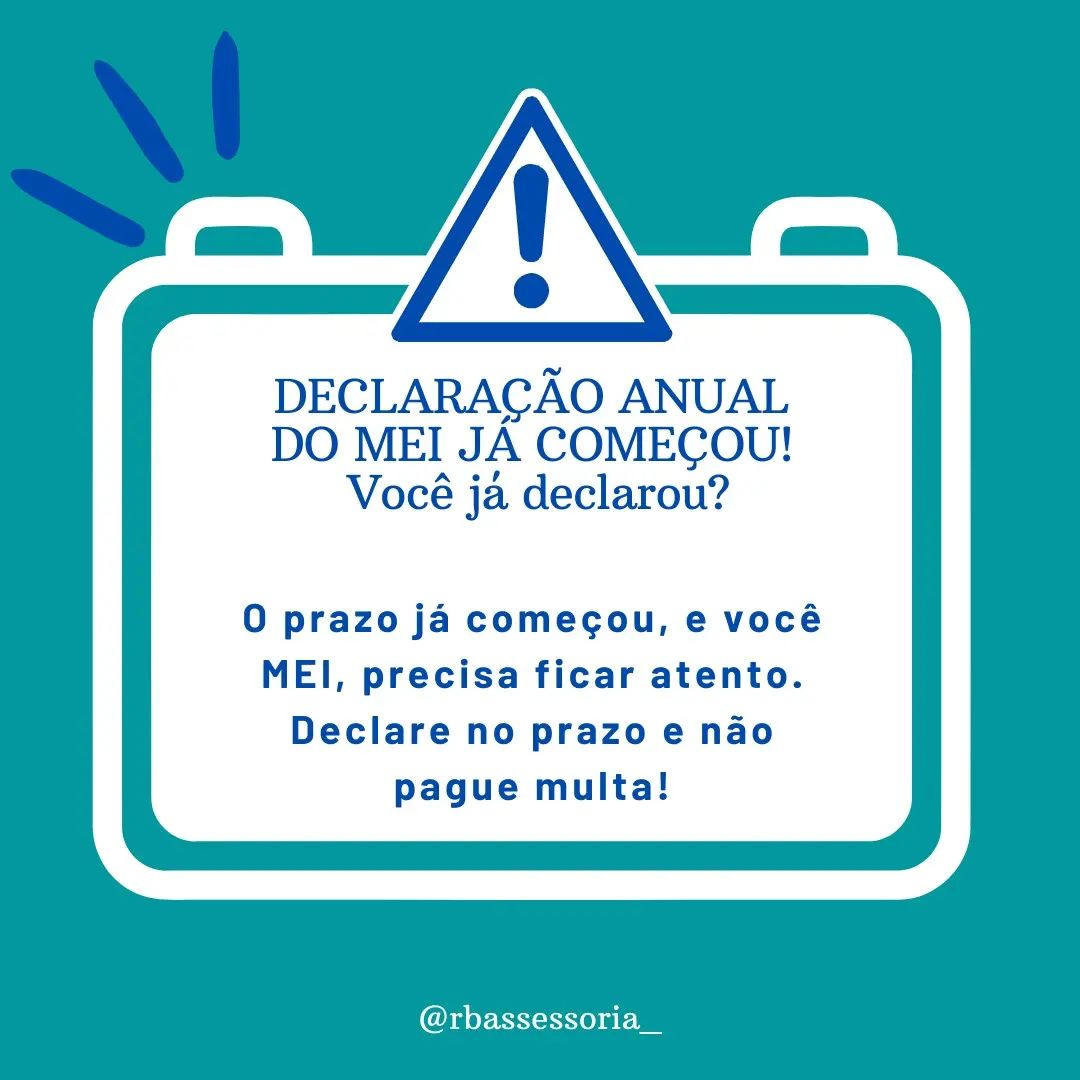 DECLARAÇÃO ANUAL
DO MEI JÁ COMEÇOU!
Você já declarou?
O prazo já começou, e você
MEI, precisa ficar atento.
Declare no prazo e não
pague multa!
@rbassessoria_